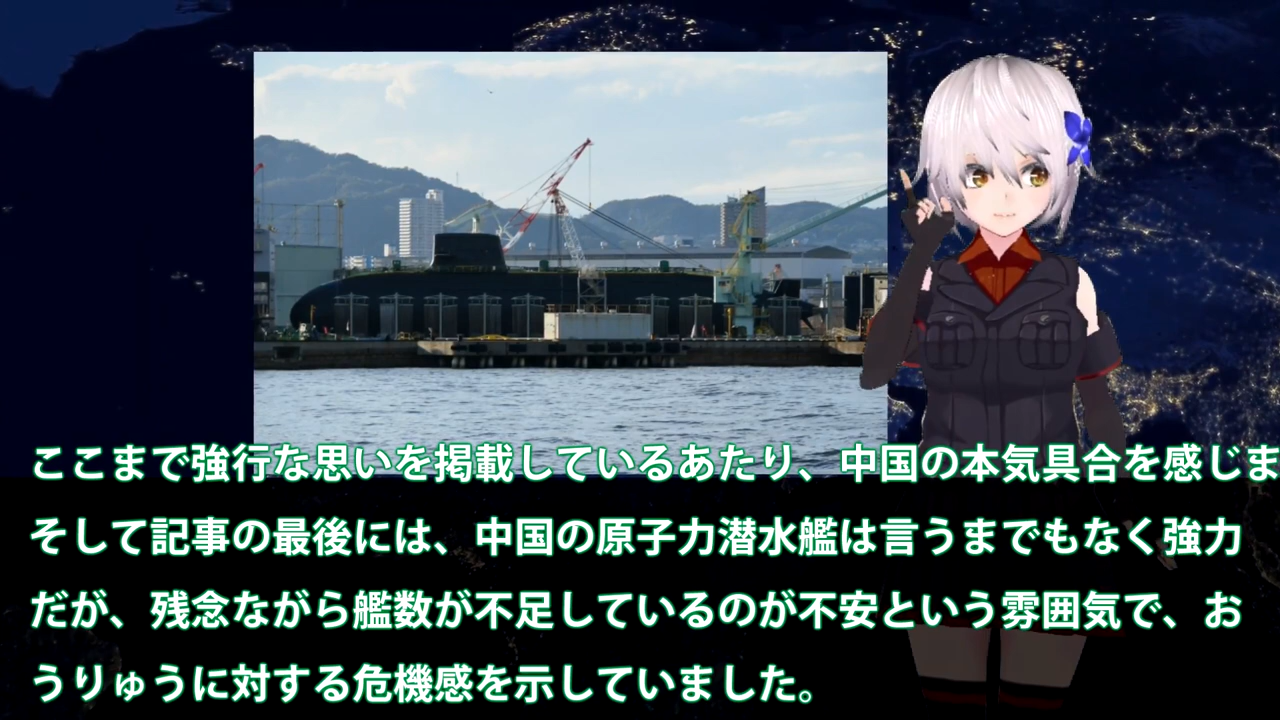 ここまで強行な思いを掲載しているあたり、中国の本気具合を感じま
そして記事の最後には、中国の原子力潜水艦は言うまでもなく強力
だが、残念ながら艦数が不足しているのが不安という雰囲気で、お
うりゅうに対する危機感を示していました。